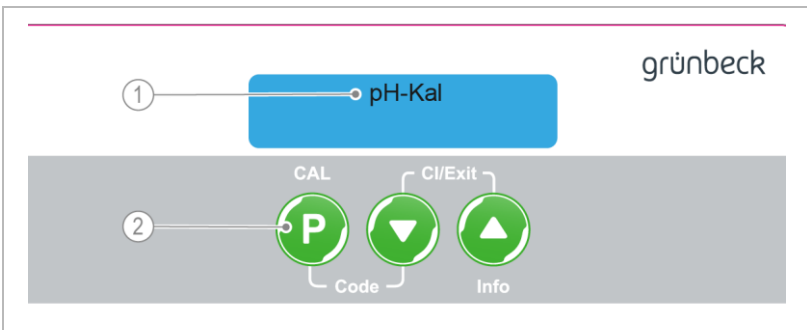 grünbeck
1
pH-Kal
CAL
Cl/Exit
2
P
Code
Info